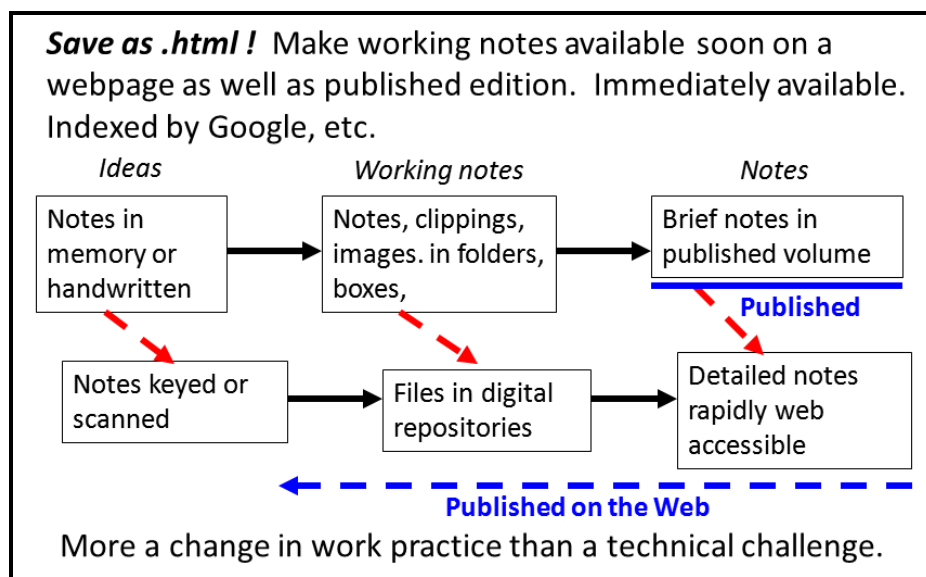 Save as .html !  Make working notes available soon on a
webpage as well as published edition.  Immediately available.
Indexed by Google, etc.
Ideas
Working notes
Notes
Notes in
memory or
handwritten
Notes, clippings,
images. in folders,
boxes,
Brief notes in
published volume
Published
Notes keyed or
scanned
Files in digital
repositories
Detailed notes
rapidly web
accessible
Published on the Web
More a change in work practice than a technical challenge.